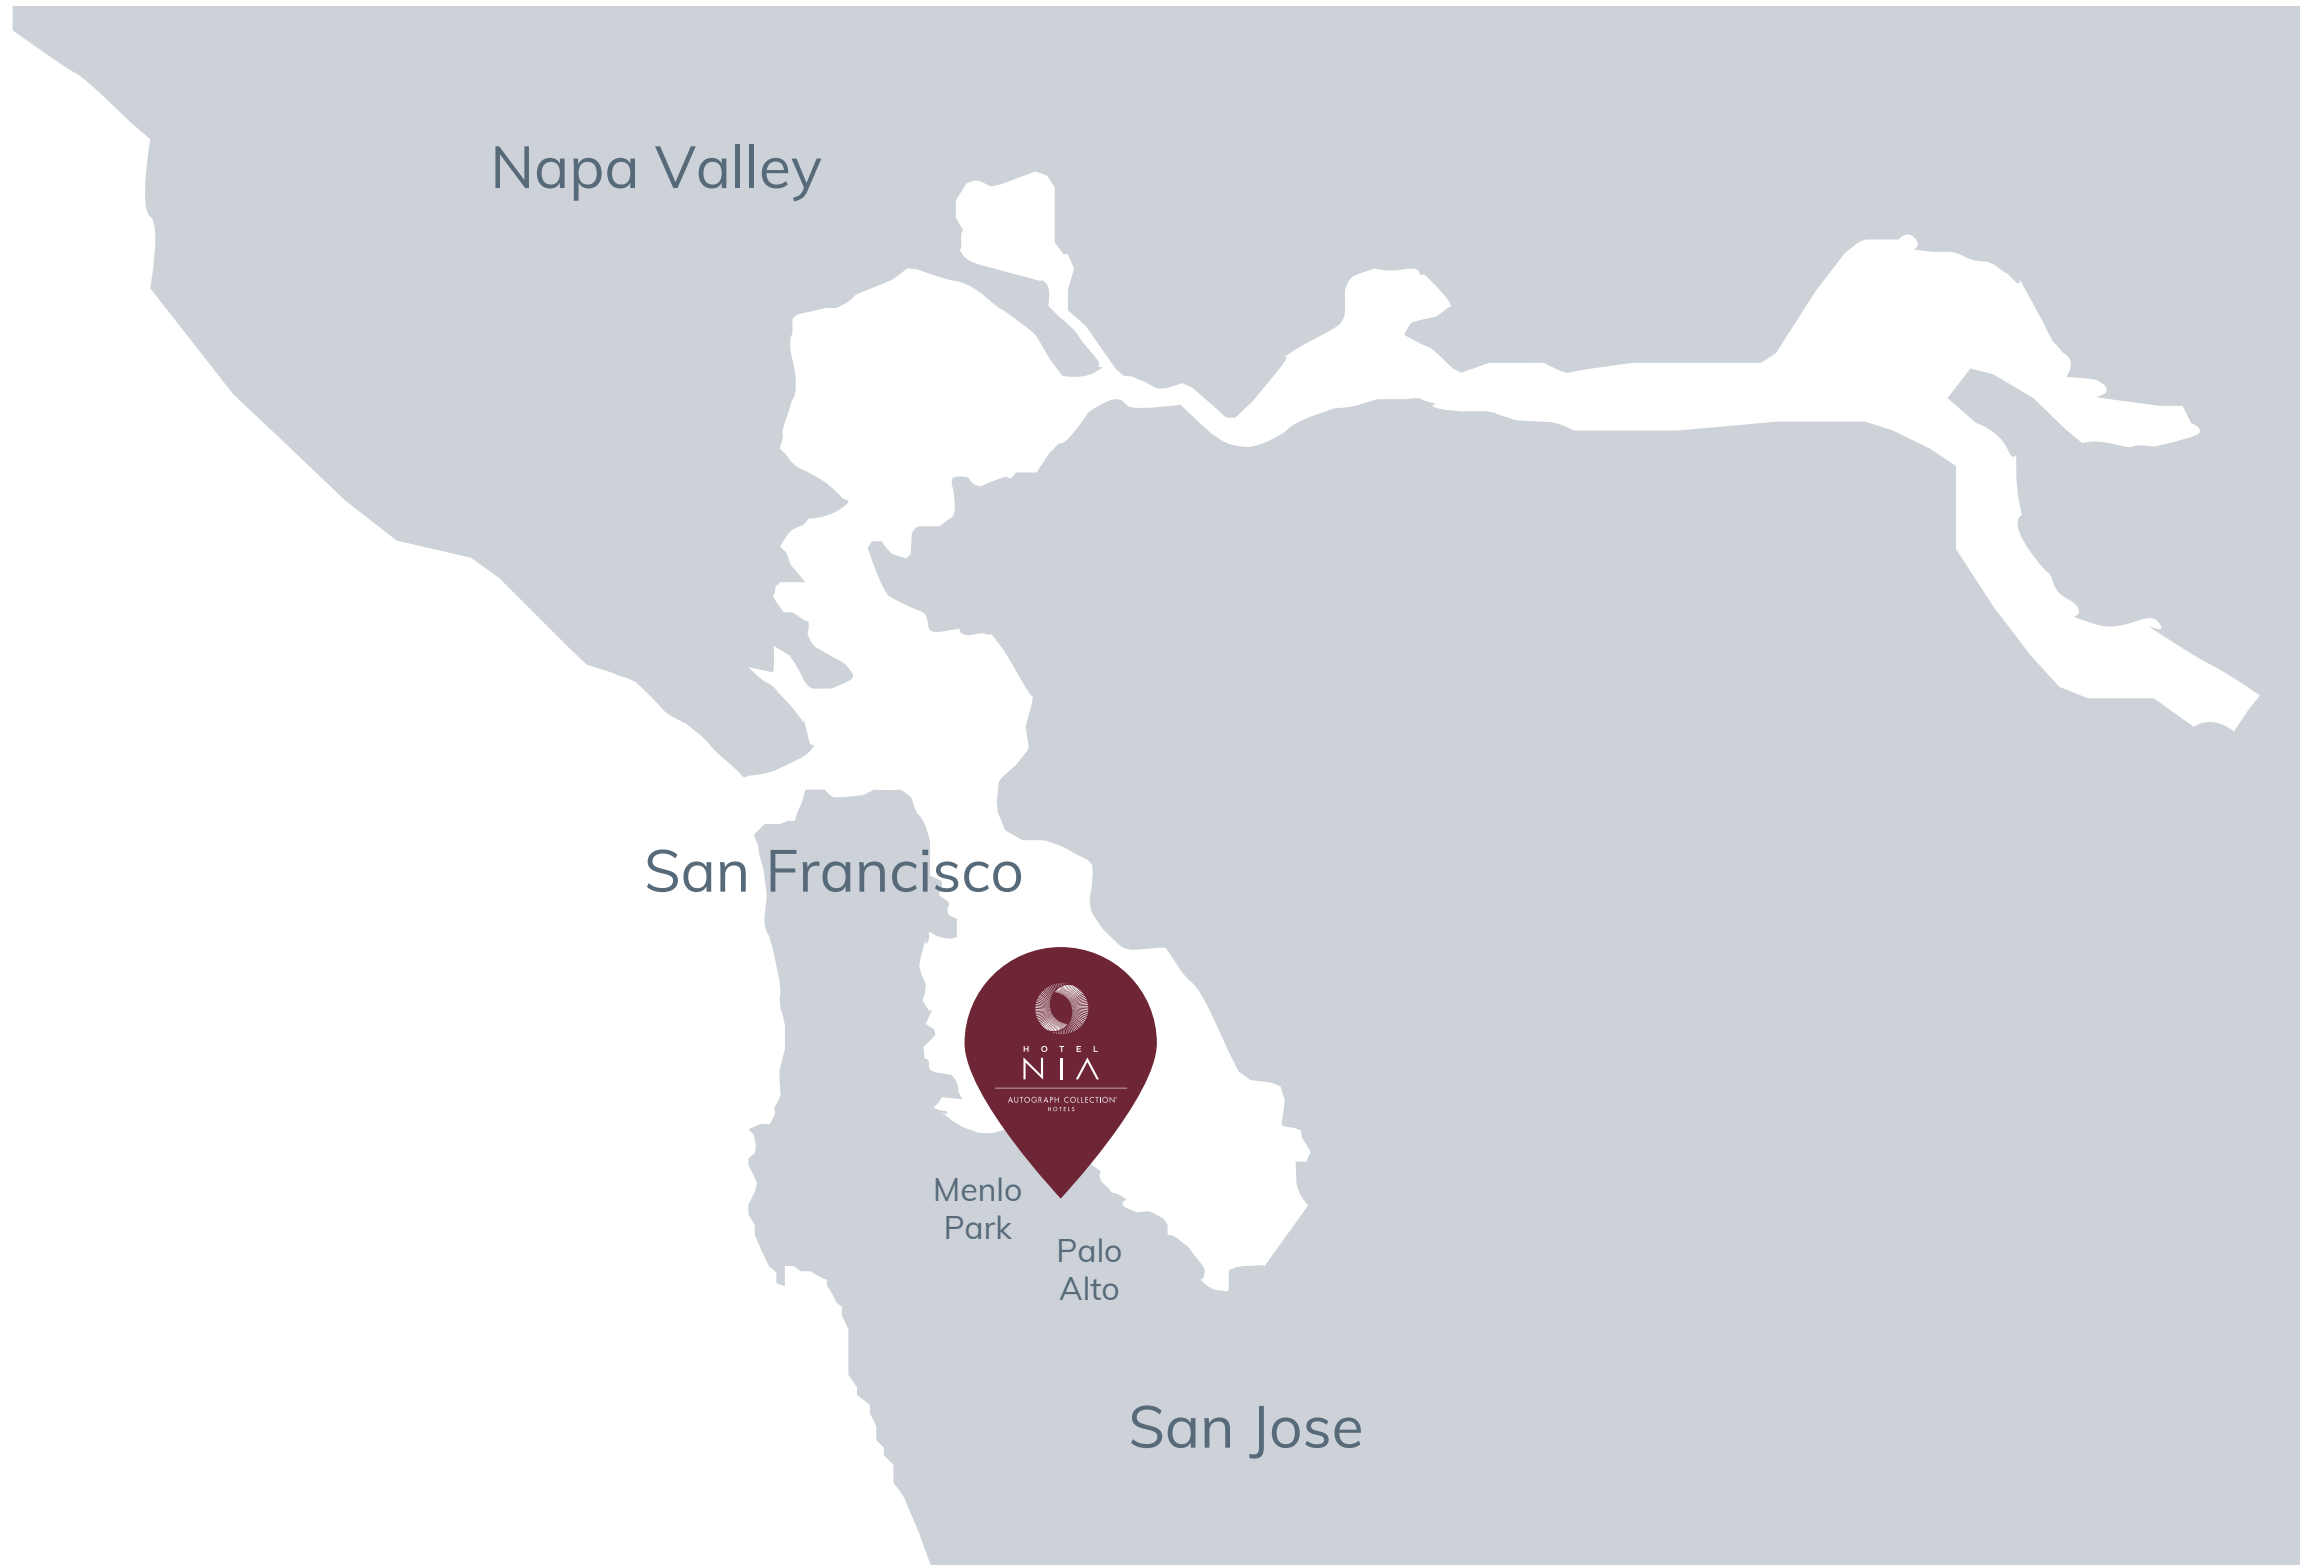 Napa Valley
San Francisco
HOTEL
NIA
AUTOGRAPH COLLECTION®
HOTELS
Menlo
Park
Palo
Alto
San Jose